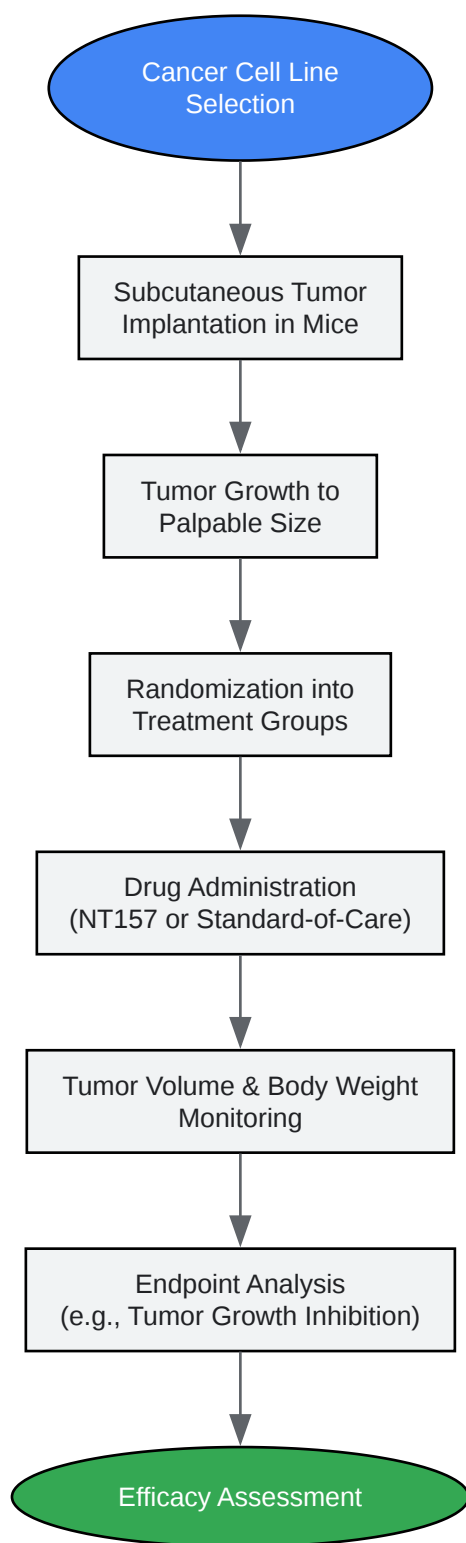 Cancer Cell Line
Selection
Subcutaneous Tumor
Implantation in Mice
Tumor Growth to
Palpable Size
Randomization into
Treatment Groups
Drug Administration
(NT157 or Standard-of-Care)
Tumor Volume & Body Weight
Monitoring
Endpoint Analysis
(e.g., Tumor Growth Inhibition)
Efficacy Assessment